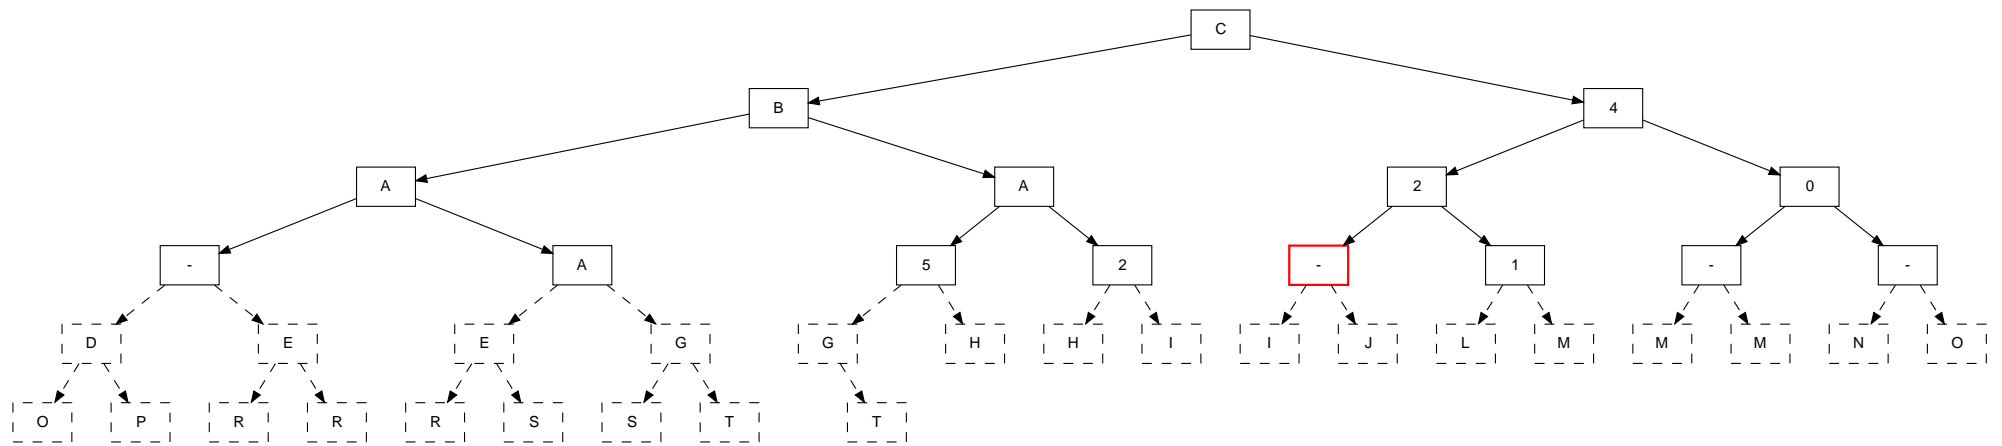 C
B 4
A A 2 0
- A 5 2 - 1 - -
D E E G G H H I I J L M M M N O
O P R R R S S T T